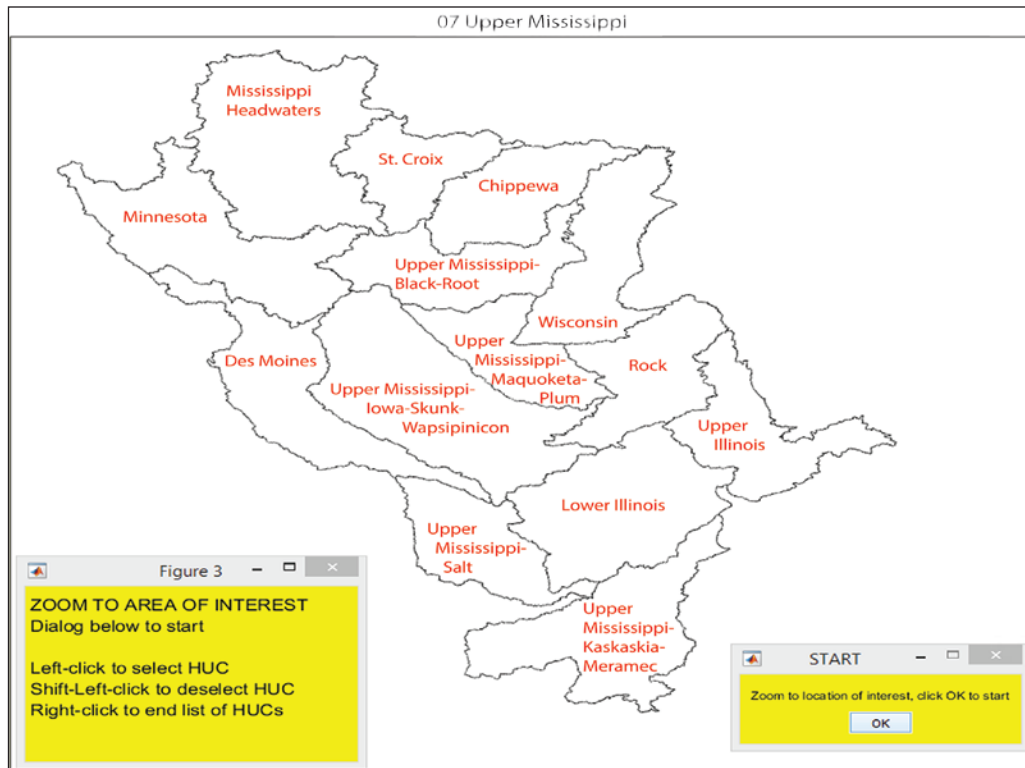 07 Upper Mississippi
Mississippi
Headwaters
St. Croix
Chippewa
Minnesota
Upper Mississippi-
Black-Root
Wisconsin
Des Moines
Upper
Mississippi-
Maquoketa-
Plum
Rock
Upper Mississippi-
Iowa-Skunk-
Wapsipinicon
Upper
Illinois
Lower Illinois
Upper
Mississippi-
Salt
Upper
Mississippi-
Kaskaskia-
Meramec
Figure 3
ZOOM TO AREA OF INTEREST
Dialog below to start
Left-click to select HUC
Shift-Left-click to deselect HUC
Right-click to end list of HUCs
START
Zoom to location of interest, click OK to start
OK